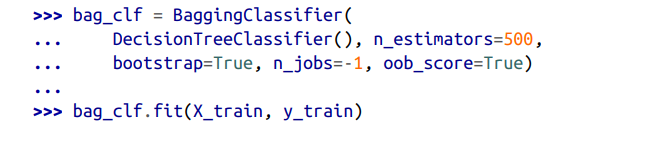 >>> bag_clf = BaggingClassifier(
...     DecisionTreeClassifier(), n_estimators=500,
...     bootstrap=True, n_jobs=-1, oob_score=True)
...
>>> bag_clf.fit(X_train, y_train)